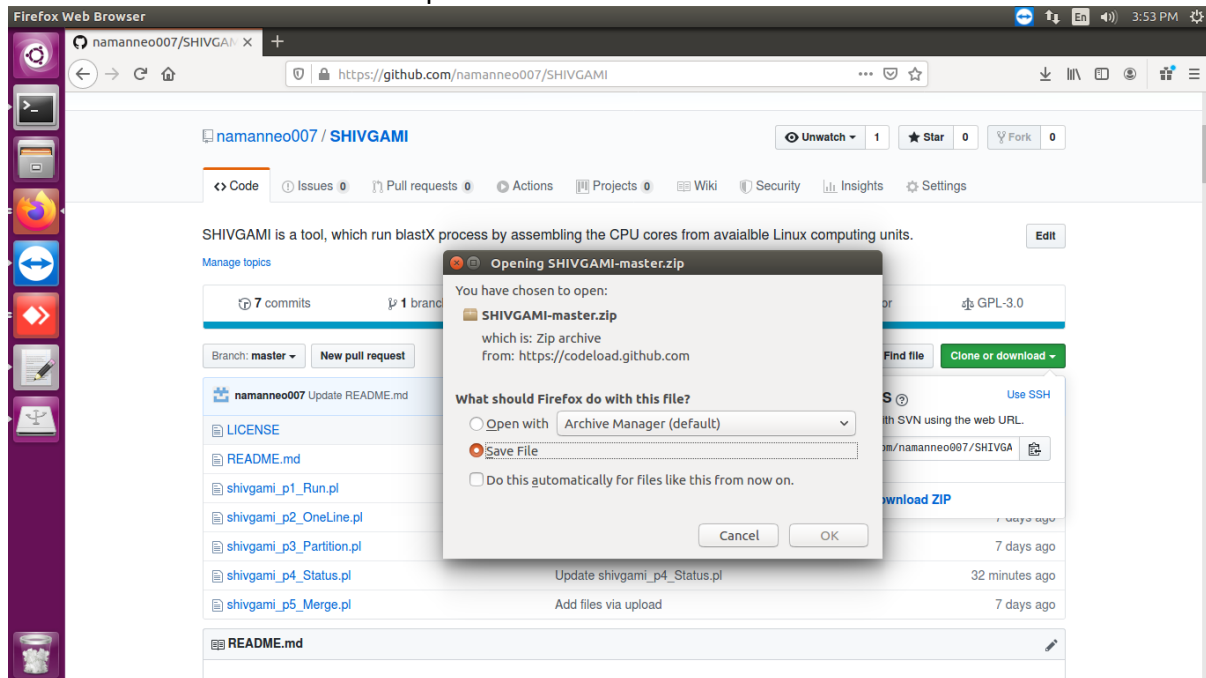 Firefox Web Browser
En
3:53 PM
namanneo007/SHIVGAM
https://github.com/namanneo007/SHIVGAMI
namanneo007 / SHIVGAMI
Unwatch 1
Star 0
Fork 0
Code
Issues 0
Pull requests 0
Actions
Projects 0
Wiki
Security
Insights
Settings
SHIVGAMI is a tool, which run blastX process by assembling the CPU cores from avaialble Linux computing units.
Edit
Manage topics
7 commits
1 branc
or
GPL-3.0
Branch: master
New pull request
Find file
Clone or download
namanneo007 Update README.md
LICENSE
README.md
shivgami_p1_Run.pl
shivgami_p2_OneLine.pl
7 days ago
shivgami_p3_Partition.pl
7 days ago
shivgami_p4_Status.pl
Update shivgami_p4_Status.pl
32 minutes ago
shivgami_p5_Merge.pl
Add files via upload
7 days ago
README.md
Opening SHIVGAMI-master.zip
You have chosen to open:
SHIVGAMI-master.zip
which is: Zip archive
from: https://codeload.github.com
What should Firefox do with this file?
Open with Archive Manager (default)
Save File
Do this automatically for files like this from now on.
Cancel
OK
S
Use SSH
ith SVN using the web URL.
om/namanneo007/SHIVGA
ownload ZIP